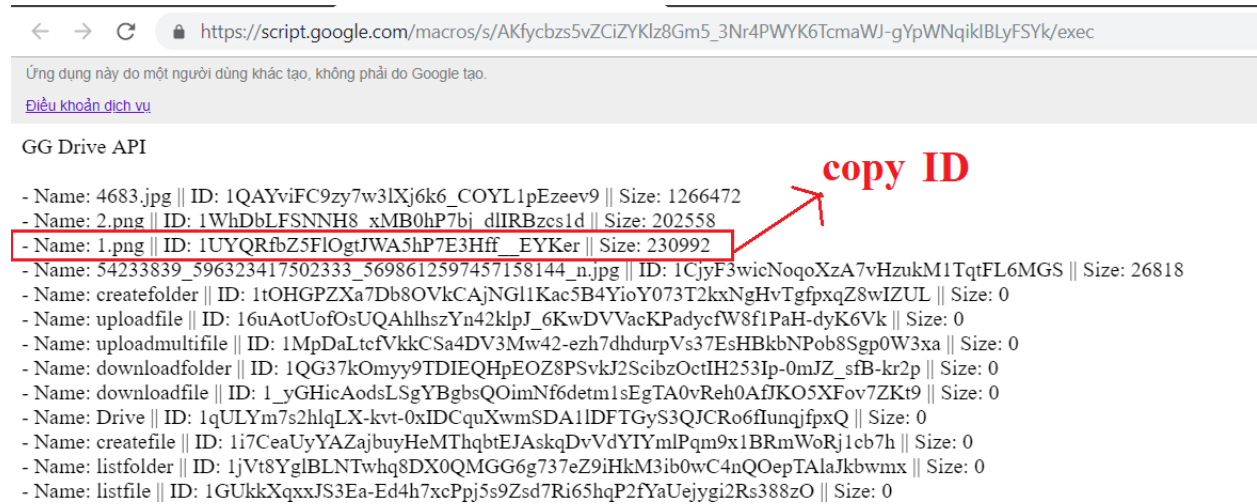 https://script.google.com/macros/s/AKfycbzs5vZCiZYKlz8Gm5_3Nr4PWYK6TcmaWJ-gYpWNqiklBLyFSYk/exec
Ứng dụng này do một người dùng khác tạo, không phải do Google tạo.
Điều khoản dịch vụ
GG Drive API
copy ID
- Name: 4683.jpg || ID: 1QAYviFC9zy7w3lXj6k6_COYL1pEzeev9 || Size: 1266472
- Name: 2.png || ID: 1WhDbLFSNNH8_xMB0hP7bj_dlIRBzcs1d || Size: 202558
- Name: 1.png || ID: 1UYQRfbZ5FlOgtJWA5hP7E3Hff__EYKer || Size: 230992
- Name: 54233839_596323417502333_5698612597457158144_n.jpg || ID: 1CjyF3wicNoqoXzA7vHzukM1TqtFL6MGS || Size: 26818
- Name: createfolder || ID: 1tOHGPZXa7Db8OVkCAjNGl1Kac5B4YioY073T2kxNgHvTgfpxqZ8wIZUL || Size: 0
- Name: uploadfile || ID: 16uAotUofOsUQAhlhszYn42klpJ_6KwDVVacKPadycfW8f1PaH-dyK6Vk || Size: 0
- Name: uploadmultifile || ID: 1MpDaLtcfVkkCSa4DV3Mw42-ezh7dhdurpVs37EsHBkbNPob8Sgp0W3xa || Size: 0
- Name: downloadfolder || ID: 1QG37kOmyy9TDIEQHpEOZ8PSvkJ2ScibzOctIH253Ip-0mJZ_sfB-kr2p || Size: 0
- Name: downloadfile || ID: 1_yGHicAodsLSgYBgbsQOimNf6detm1sEgTA0vReh0AfJKO5XFov7ZKt9 || Size: 0
- Name: Drive || ID: 1qULYm7s2hlqLX-kvt-0xIDCquXwmSDA1lDFTGyS3QJCRo6fIunqjfpxQ || Size: 0
- Name: createfile || ID: 1i7CeaUyYAZajbuyHeMThqbtEJAskqDvVdYIYmlPqm9x1BRmWoRj1cb7h || Size: 0
- Name: listfolder || ID: 1jVt8YglBLNTwhq8DX0QMGG6g737eZ9iHkM3ib0wC4nQOepTAlaJkbwmx || Size: 0
- Name: listfile || ID: 1GUkkXqxxJS3Ea-Ed4h7xcPpj5s9Zsd7Ri65hqP2fYaUejygi2Rs388zO || Size: 0